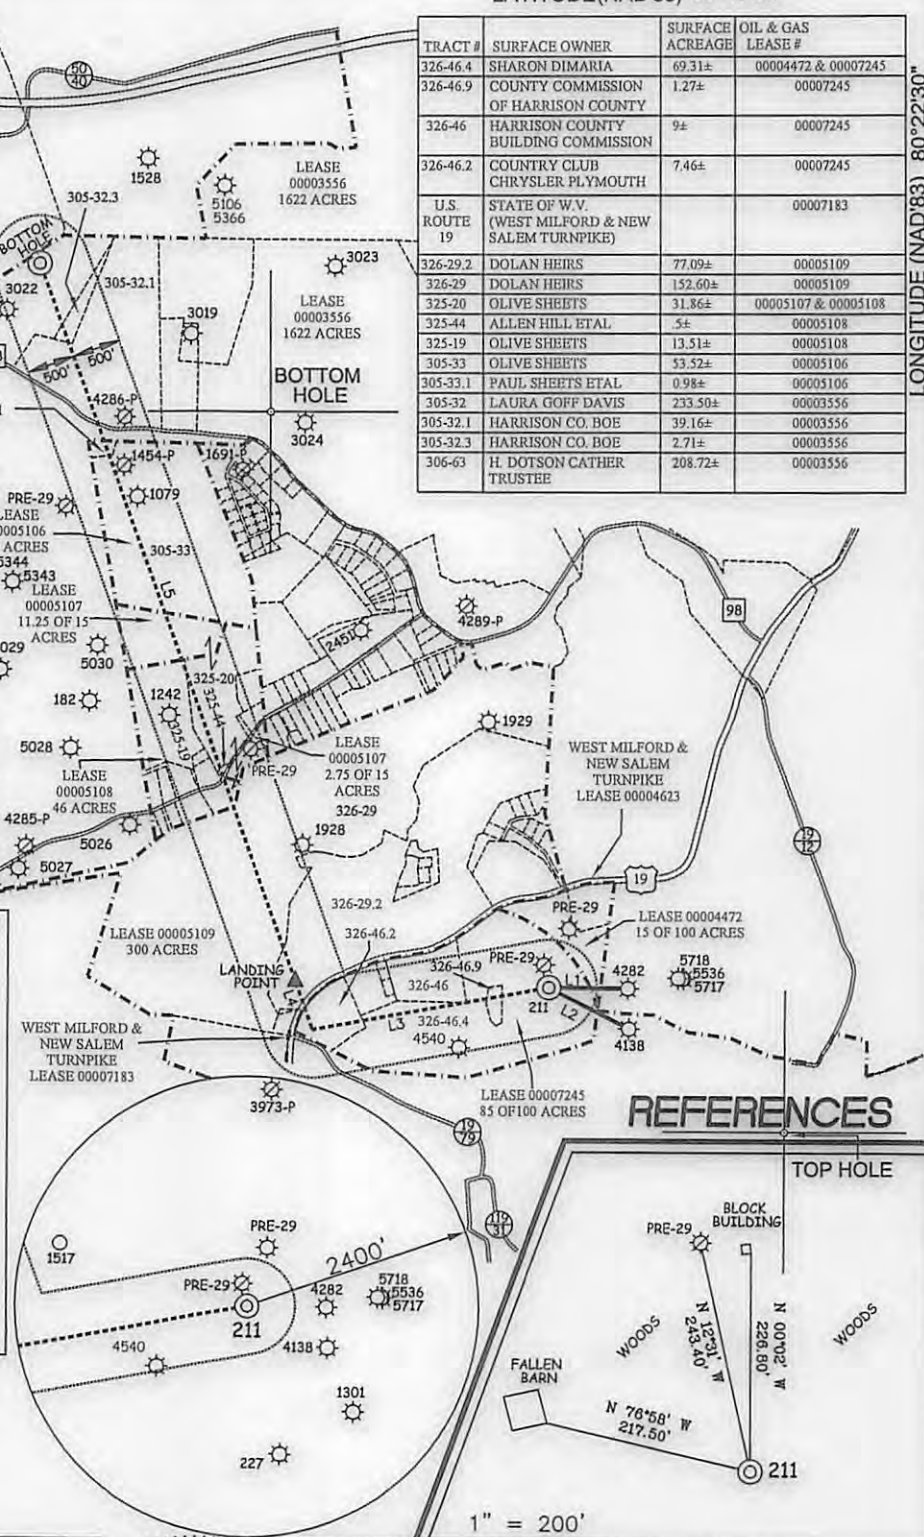 TRACT # SURFACE OWNER SURFACE ACREAGE OIL & GAS LEASE #
326-46.4 SHARON DIMARIA 69.31± 00004472 & 00007245
326-46.9 COUNTY COMMISSION OF HARRISON COUNTY 1.27± 00007245
326-46 HARRISON COUNTY BUILDING COMMISSION 9± 00007245
326-46.2 COUNTRY CLUB CHRYSLER PLYMOUTH 7.46± 00007245
U.S. ROUTE 19 STATE OF W.V. (WEST MILFORD & NEW SALEM TURNPIKE) 00007183
326-29.2 DOLAN HEIRS 77.09± 00005109
326-29 DOLAN HEIRS 152.60± 00005109
325-20 OLIVE SHEETS 31.86± 00005107 & 00005108
325-44 ALLEN HILL ETAL .5± 00005108
325-19 OLIVE SHEETS 13.51± 00005108
305-33 OLIVE SHEETS 53.52± 00005106
305-33.1 PAUL SHEETS ETAL 0.98± 00005106
305-32 LAURA GOFF DAVIS 233.50± 00003556
305-32.1 HARRISON CO. BOE 39.16± 00003556
305-32.3 HARRISON CO. BOE 2.71± 00003556
306-63 H. DOTSON CATHER TRUSTEE 208.72± 00003556
LONGITUDE (NAD'83) 80°22'30"
50
40
1528
305-32.3
5106
5366
LEASE
00003556
1622 ACRES
BOTTOM
HOLE
3022
305-32.1
3023
3019
LEASE
00003556
1622 ACRES
500'
500'
BOTTOM
HOLE
4286-P
3024
1454-P
1691-P
PRE-29
1079
LEASE
00005106
ACRES
305-33
5344
5343
LEASE
00005107
11.25 OF 15
ACRES
L5
98
4289-P
2451
5030
325-20
182
1242
325-44
325-19
1929
5028
PRE-29
LEASE
00005107
2.75 OF 15
ACRES
WEST MILFORD &
NEW SALEM
TURNPIKE
LEASE 00004623
LEASE
00005108
46 ACRES
326-29
4285-P
5026
1928
19
12
5027
19
326-29.2
PRE-29
LEASE 00004472
15 OF 100 ACRES
LEASE 00005109
300 ACRES
326-46.2
LANDING
POINT
326-46.9
PRE-29
326-46
L1
4282
5718
5536
5717
211
L2
L3
326-46.4
4540
4138
WEST MILFORD &
NEW SALEM
TURNPIKE
LEASE 00007183
3973-P
LEASE 00007245
85 OF 100 ACRES
REFERENCES
19
79
TOP HOLE
119
31
1517
PRE-29
2400'
PRE-29
4282
5718
5536
5717
211
4540
4138
1301
227
PRE-29
BLOCK
BUILDING
WOODS
N 12°31' W
243.40'
N 00°02' W
226.80'
WOODS
FALLEN
BARN
N 76°58' W
217.50'
211
1" = 200'